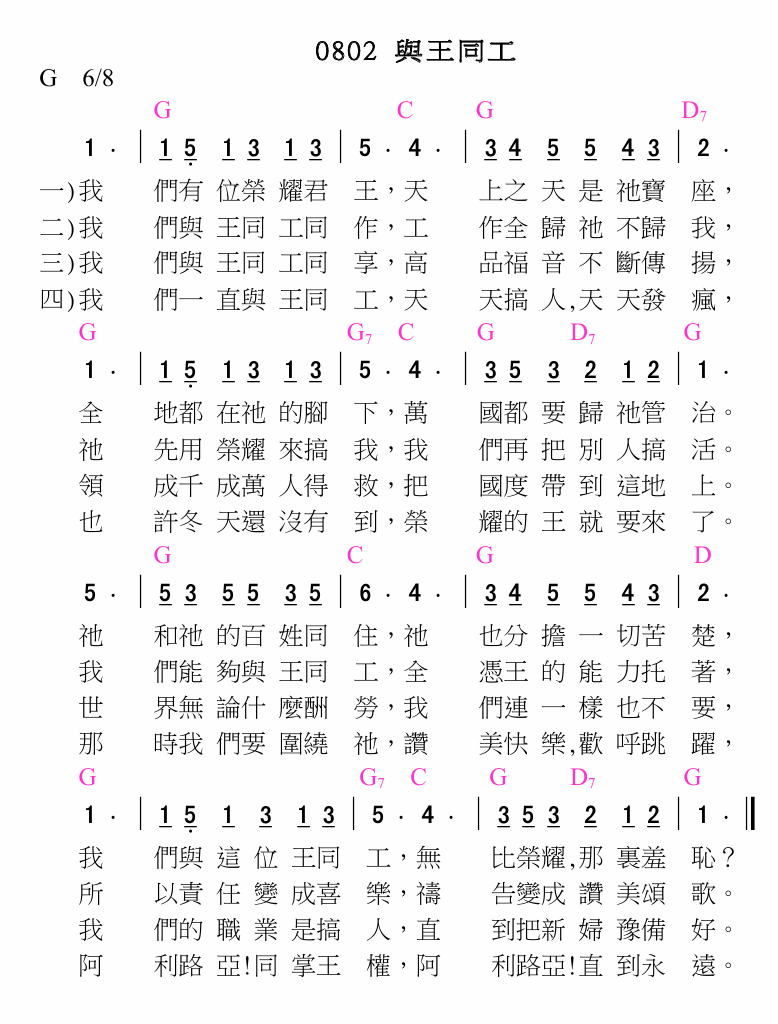 0802 與王同工
G 6/8
G C G D7
1 · | 1 5 1 3 1 3 | 5 · 4 · | 3 4 5 5 4 3 | 2 ·
一)我 們有 位榮 耀君 王，天 上之 天 是 祂寶 座，
二)我 們與 王同 工同 作，工 作全 歸 祂 不歸 我，
三)我 們與 王同 工同 享，高 品福 音 不 斷傳 揚，
四)我 們一 直與 王同 工，天 天搞 人,天 天發 瘋，
G G7 C G D7 G
1 · | 1 5 1 3 1 3 | 5 · 4 · | 3 5 3 2 1 2 | 1 ·
全 地都 在祂 的腳 下，萬 國都 要 歸 祂管 治。
祂 先用 榮耀 來搞 我，我 們再 把 別 人搞 活。
領 成千 成萬 人得 救，把 國度 帶 到 這地 上。
也 許冬 天還 沒有 到，榮 耀的 王 就 要來 了。
G C G D
5 · | 5 3 5 5 3 5 | 6 · 4 · | 3 4 5 5 4 3 | 2 ·
祂 和祂 的百 姓同 住，祂 也分 擔 一 切苦 楚，
我 們能 夠與 王同 工，全 憑王 的 能 力托 著，
世 界無 論什 麼酬 勞，我 們連 一 樣 也不 要，
那 時我 們要 圍繞 祂，讚 美快 樂,歡 呼跳 躍，
G G7 C G D7 G
1 · | 1 5 1 3 1 3 | 5 · 4 · | 3 5 3 2 1 2 | 1 · ‖
我 們與 這 位 王同 工，無 比榮耀,那 裏羞 恥？
所 以責 任 變 成喜 樂，禱 告變成 讚 美頌 歌。
我 們的 職 業 是搞 人，直 到把新 婦 豫備 好。
阿 利路 亞!同 掌王 權，阿 利路亞!直 到永 遠。